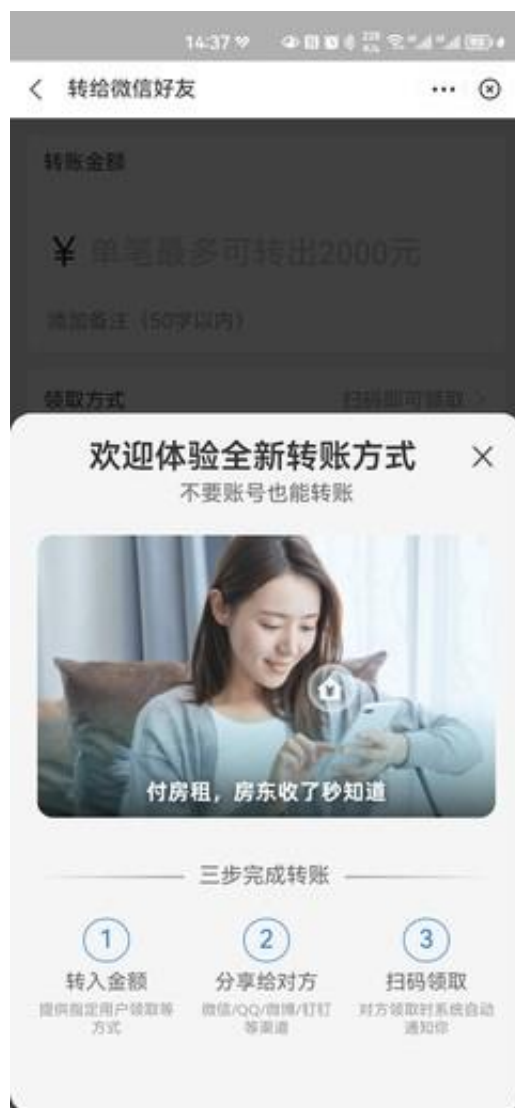 14:37
转给微信好友
转账金额
¥ 单笔最多可转出2000元
添加备注（50字以内）
领取方式 扫码即可领取 >
欢迎体验全新转账方式
不要账号也能转账
付房租，房东收了秒知道
三步完成转账
1 2 3
转入金额 分享给对方 扫码领取
提供指定用户领取等 微信/QQ/微博/钉钉 对方领取时系统自动
方式 等渠道 通知你